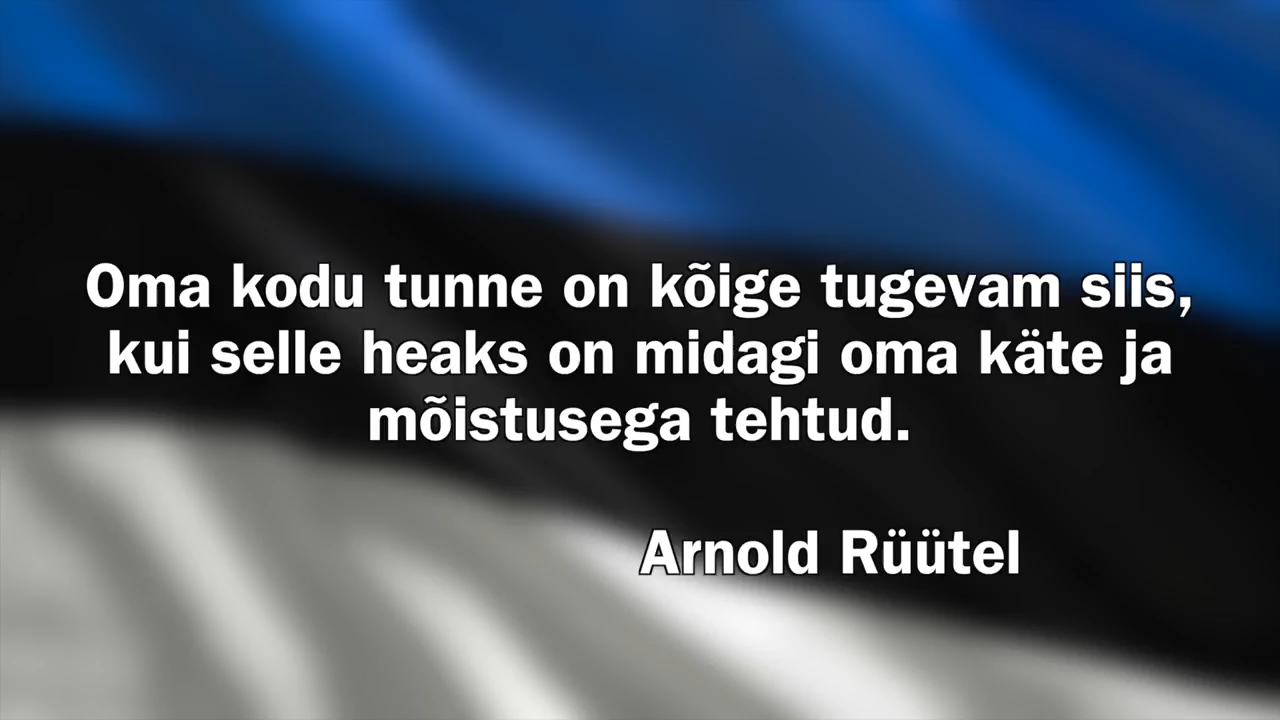 Oma kodu tunne on kõige tugevam siis,
kui selle heaks on midagi oma käte ja
mõistusega tehtud.
Arnold Rüütel